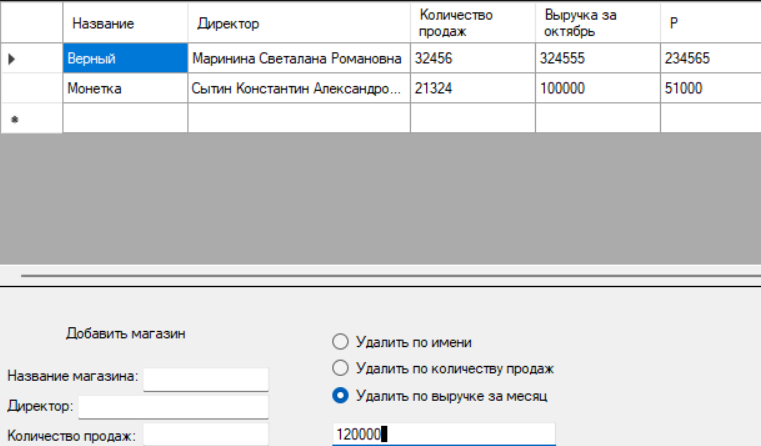 Название Директор Количество продаж Выручка за октябрь P
Верный Маринина Светалана Романовна 32456 324555 234565
Монетка Сытин Константин Александро... 21324 100000 51000
Добавить магазин
Название магазина:
Директор:
Количество продаж:
Удалить по имени
Удалить по количеству продаж
Удалить по выручке за месяц
120000